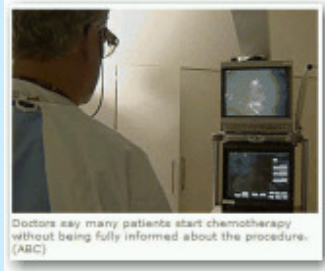 Doctors say many patients start chemotherapy
without being fully informed about the procedure.
(ABC)